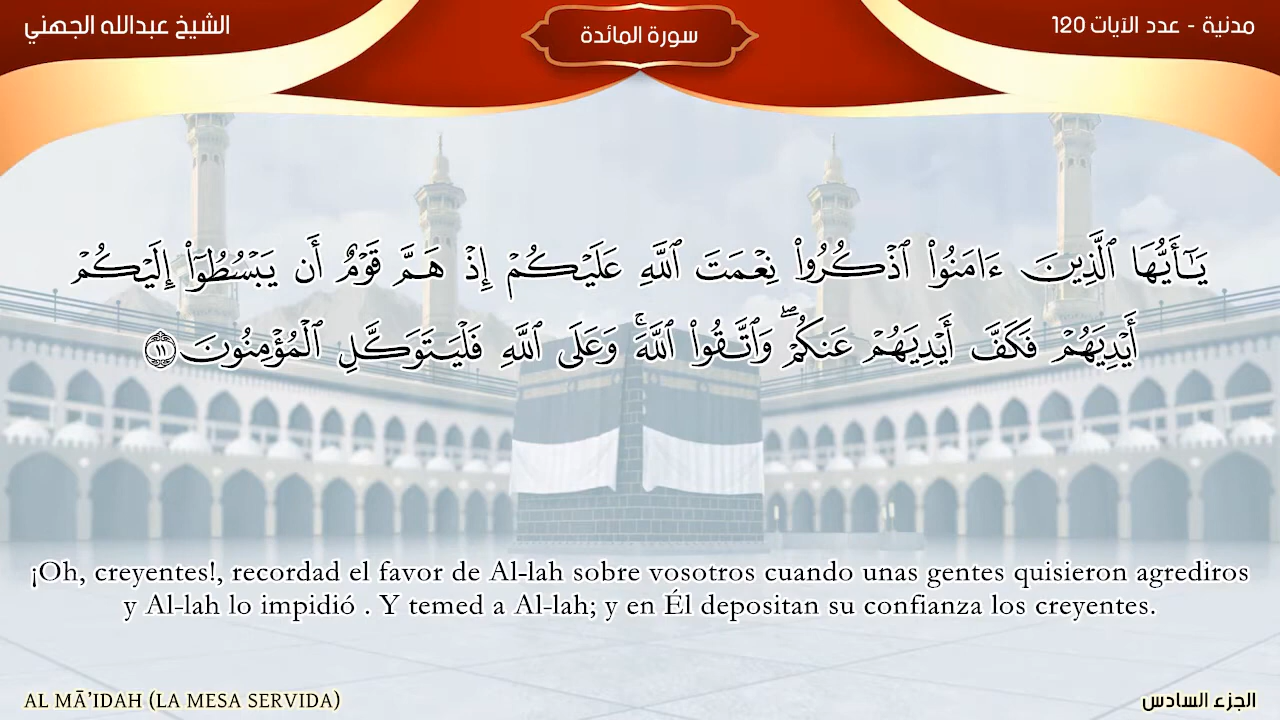 مدنية - عدد الآيات 120
سورة المائدة
الشيخ عبدالله الجهني
يَـٰٓأَيُّهَا ٱلَّذِينَ ءَامَنُوا۟ ٱذْكُرُوا۟ نِعْمَتَ ٱللَّهِ عَلَيْكُمْ إِذْ هَمَّ قَوْمٌ أَن يَبْسُطُوٓا۟ إِلَيْكُمْ
أَيْدِيَهُمْ فَكَفَّ أَيْدِيَهُمْ عَنكُمْ ۖ وَٱتَّقُوا۟ ٱللَّهَ ۚ وَعَلَى ٱللَّهِ فَلْيَتَوَكَّلِ ٱلْمُؤْمِنُونَ ١١
¡Oh, creyentes!, recordad el favor de Al-lah sobre vosotros cuando unas gentes quisieron agrediros
y Al-lah lo impidió . Y temed a Al-lah; y en Él depositan su confianza los creyentes.
AL MĀʾIDAH (LA MESA SERVIDA)
الجزء السادس